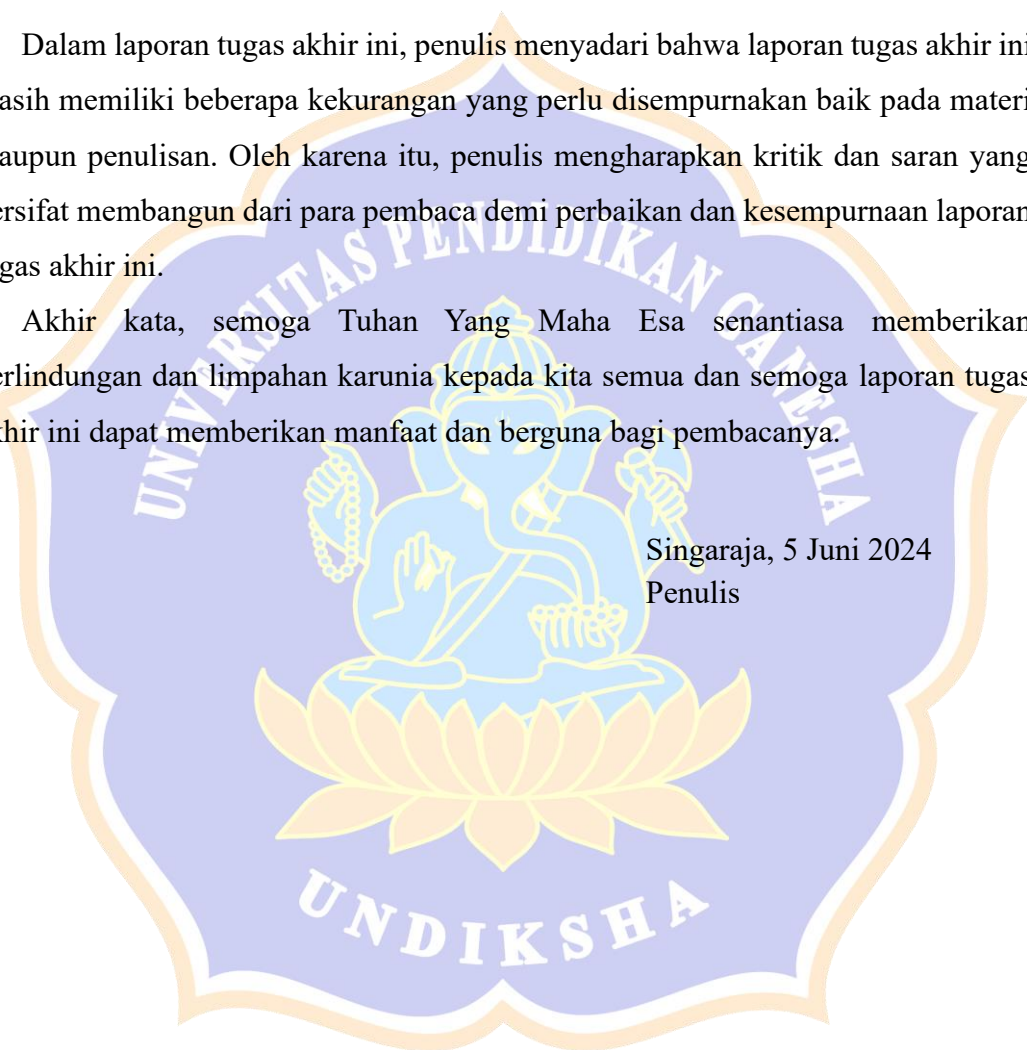 Dalam laporan tugas akhir ini, penulis menyadari bahwa laporan tugas akhir ini
asih memiliki beberapa kekurangan yang perlu disempurnakan baik pada materi
aupun penulisan. Oleh karena itu, penulis mengharapkan kritik dan saran yang
ersifat membangun dari para pembaca demi perbaikan dan kesempurnaan laporan
gas akhir ini.
Akhir kata, semoga Tuhan Yang Maha Esa senantiasa memberikan
erlindungan dan limpahan karunia kepada kita semua dan semoga laporan tugas
khir ini dapat memberikan manfaat dan berguna bagi pembacanya.
UNIVERSITAS PENDIDIKAN GANESHA
Singaraja, 5 Juni 2024
Penulis
UNDIKSHA